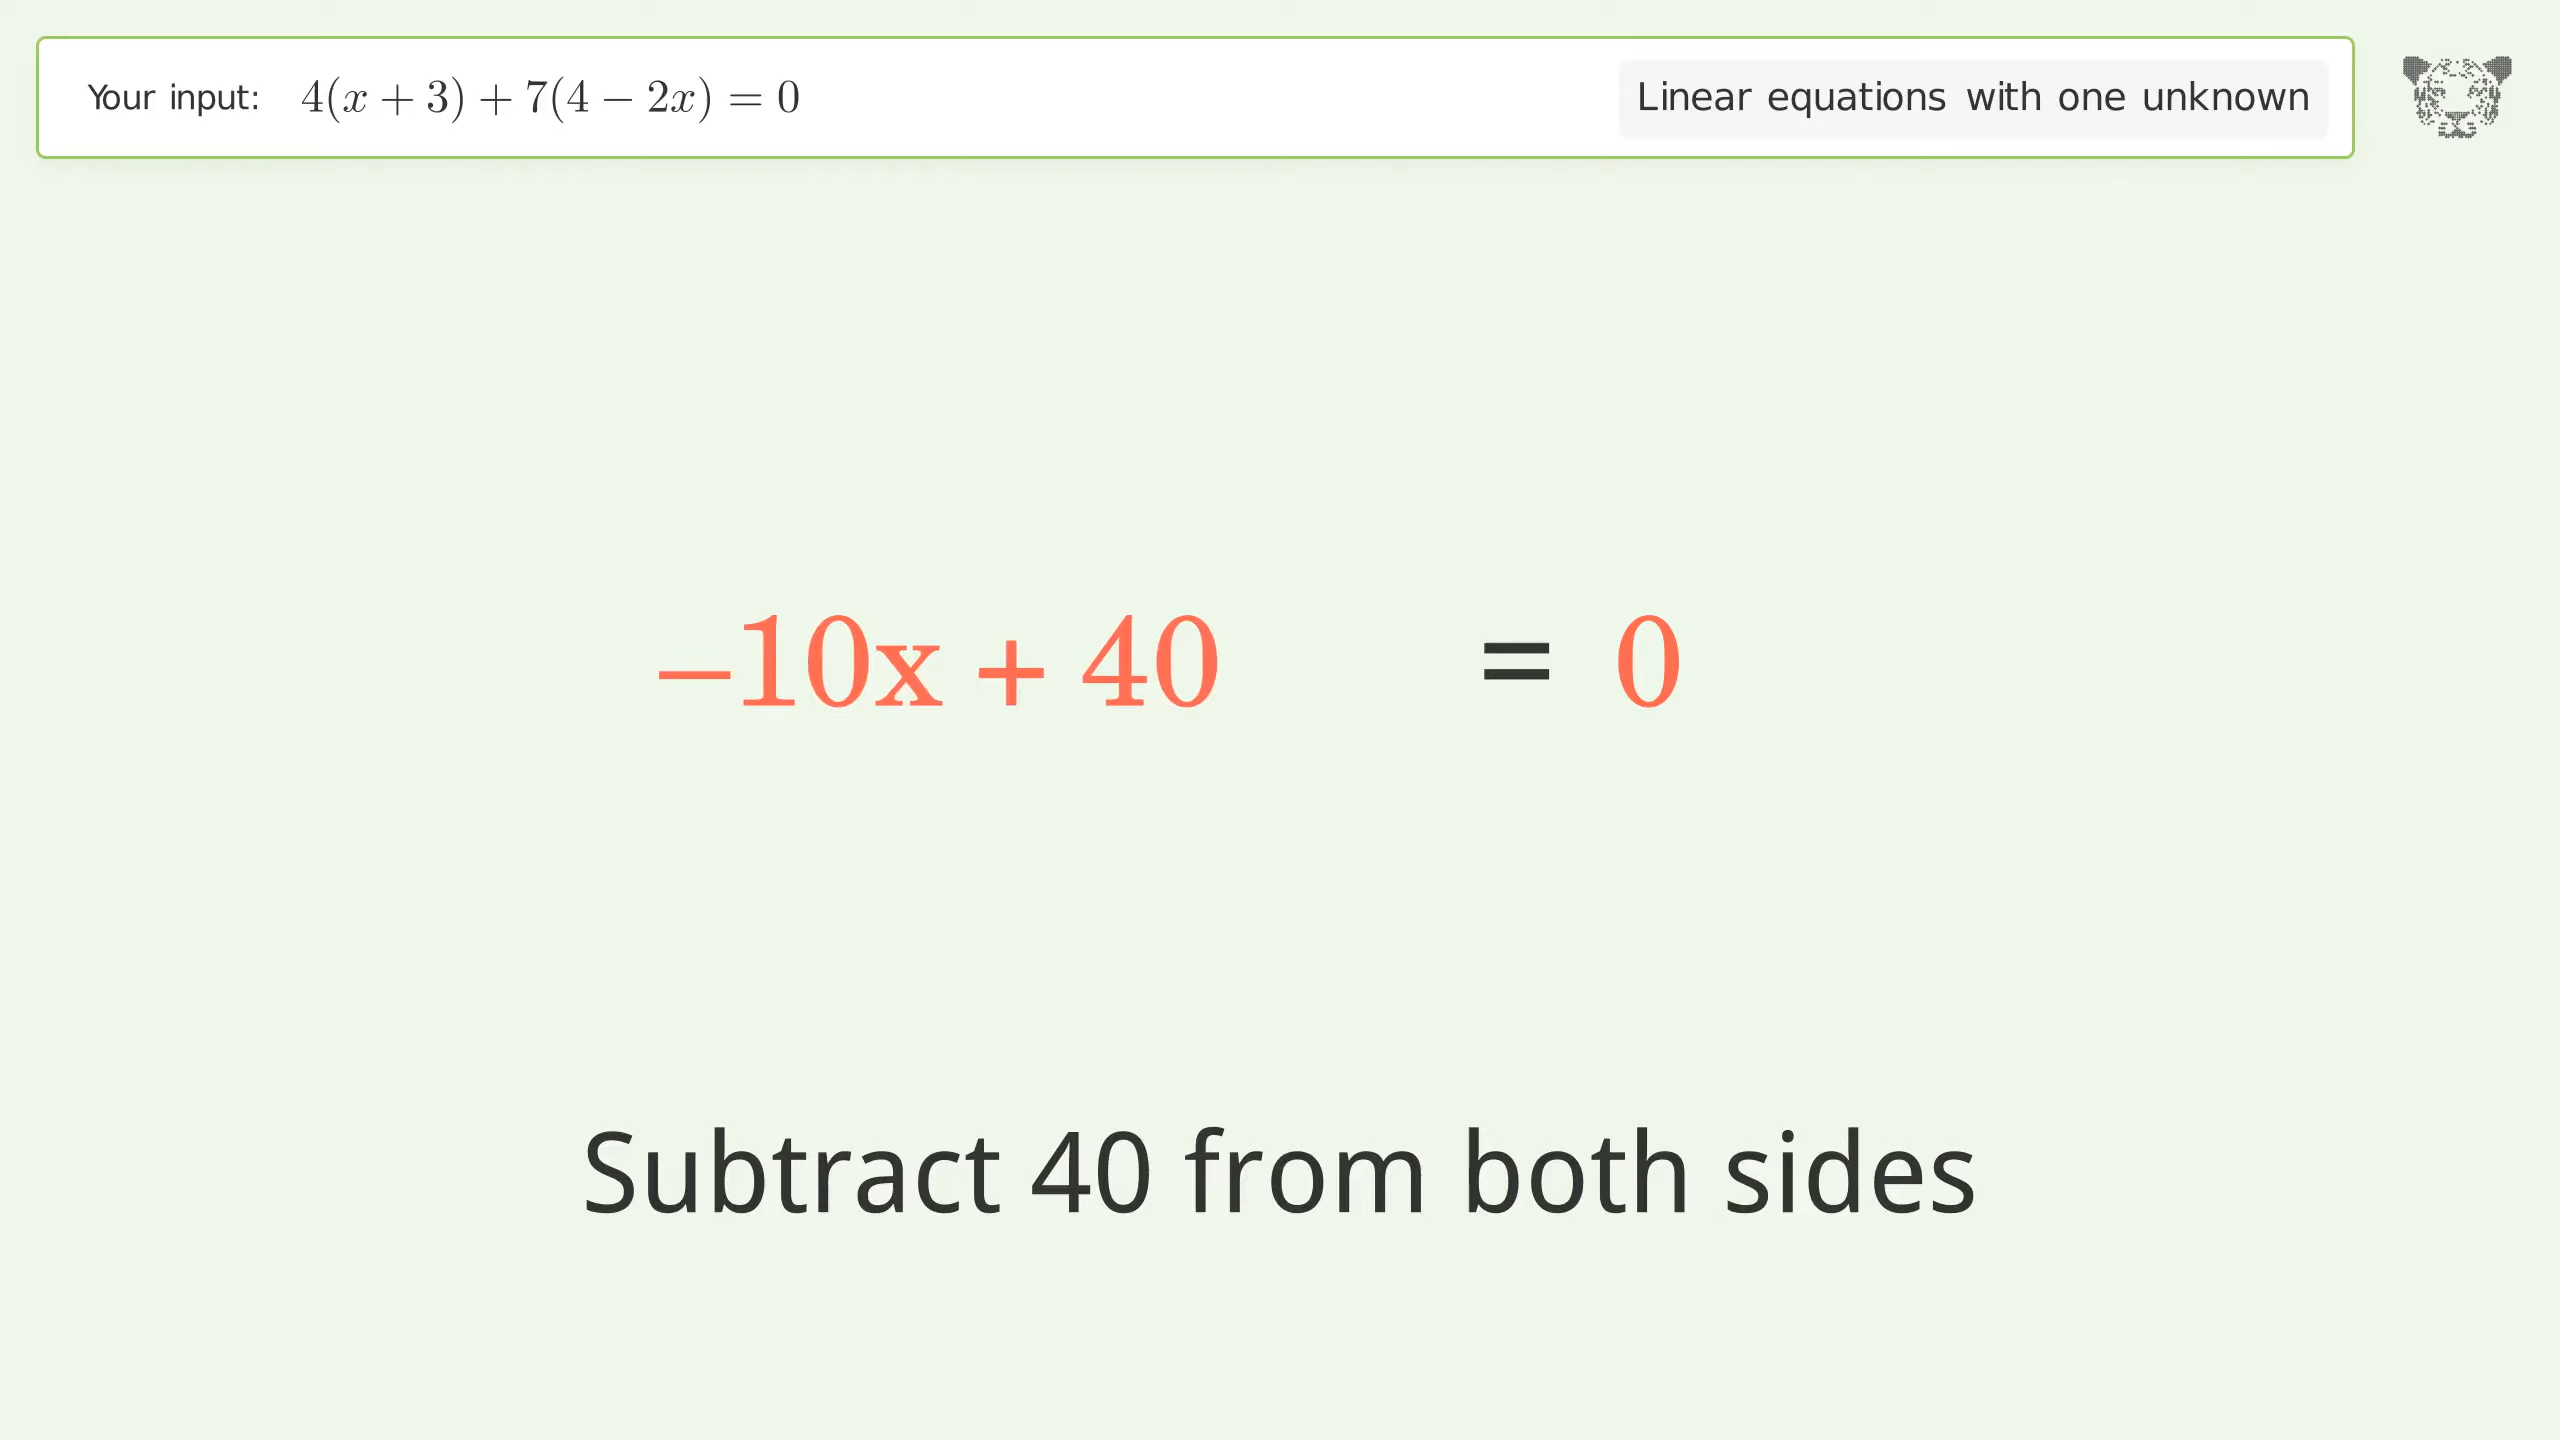 Your input: 4(x + 3) + 7(4 − 2x) = 0
Linear equations with one unknown
−10x + 40 = 0
Subtract 40 from both sides